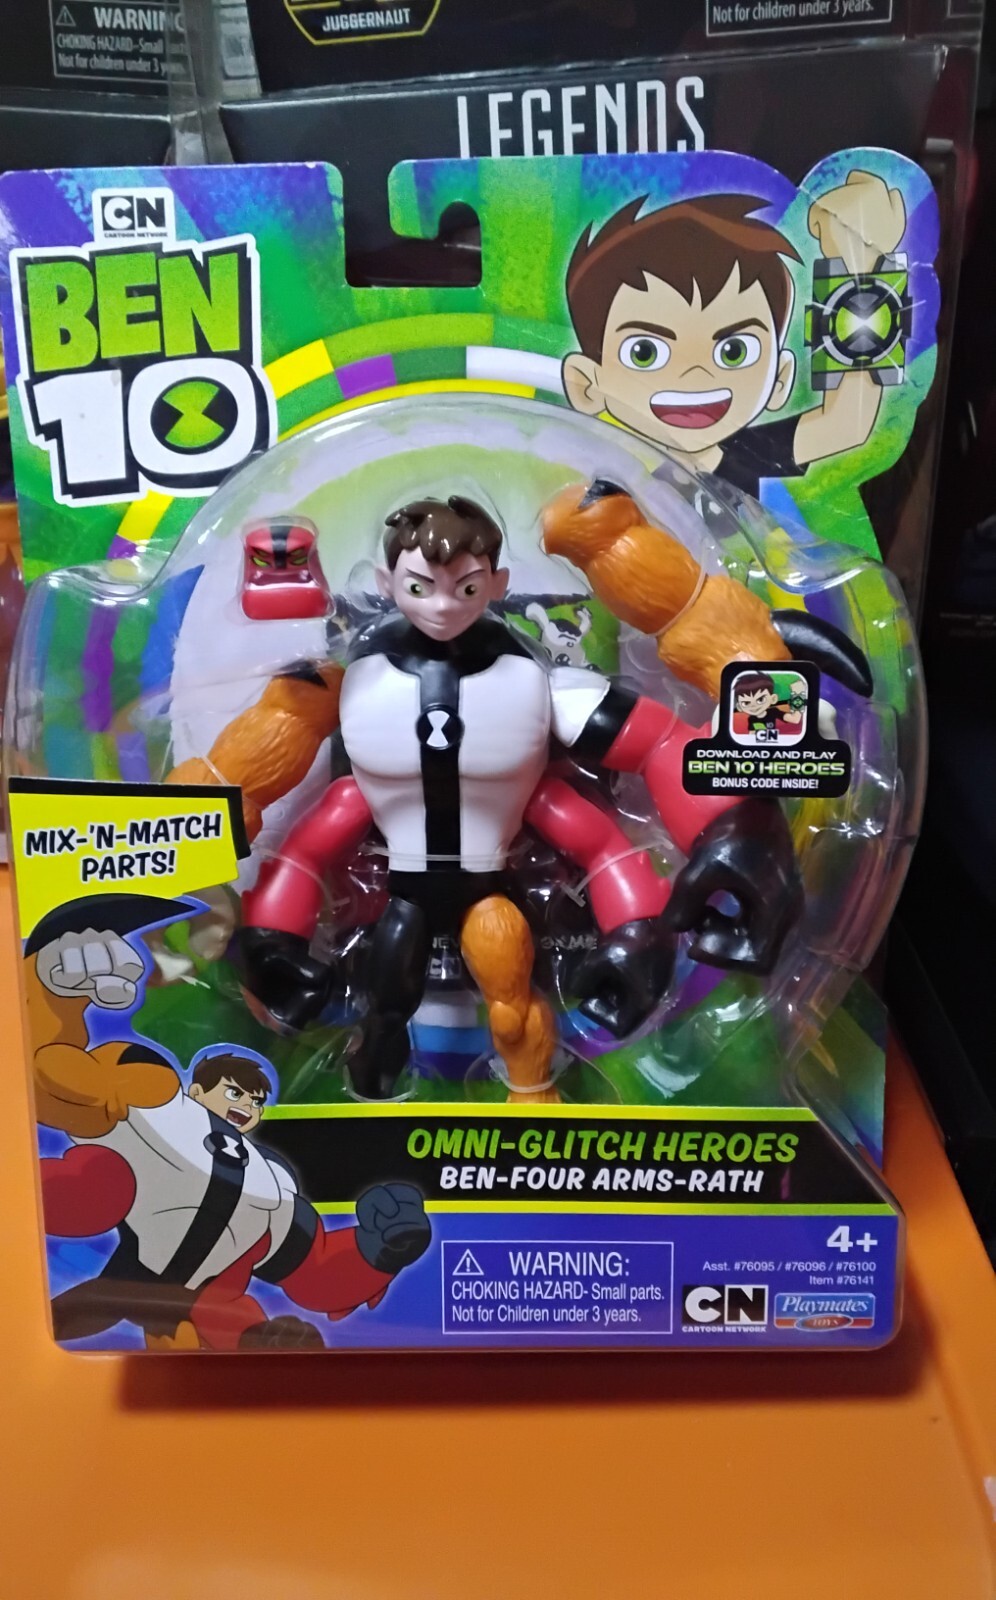 WARNING
CHOKING HAZARD-Small parts
Not for children under 3 years.
JUGGERNAUT
Not for children under 3 years.
LEGENDS
CN
CARTOON NETWORK
BEN
10
DOWNLOAD AND PLAY
BEN 10 HEROES
BONUS CODE INSIDE!
CN
MIX-'N-MATCH
PARTS!
OMNI-GLITCH HEROES
BEN-FOUR ARMS-RATH
4+
WARNING:
CHOKING HAZARD- Small parts.
Not for Children under 3 years.
Asst. #76095 / #76096 / #76100
Item #76141
CN
CARTOON NETWORK
Playmates
TOYS